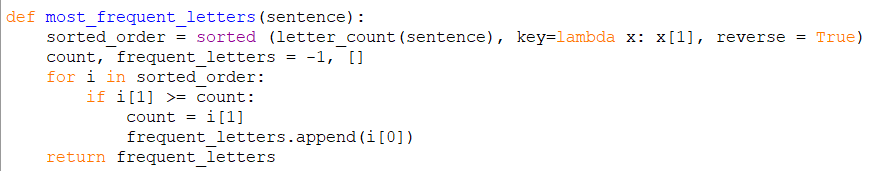 def most_frequent_letters(sentence):
    sorted_order = sorted (letter_count(sentence), key=lambda x: x[1], reverse = True)
    count, frequent_letters = -1, []
    for i in sorted_order:
        if i[1] >= count:
            count = i[1]
            frequent_letters.append(i[0])
    return frequent_letters